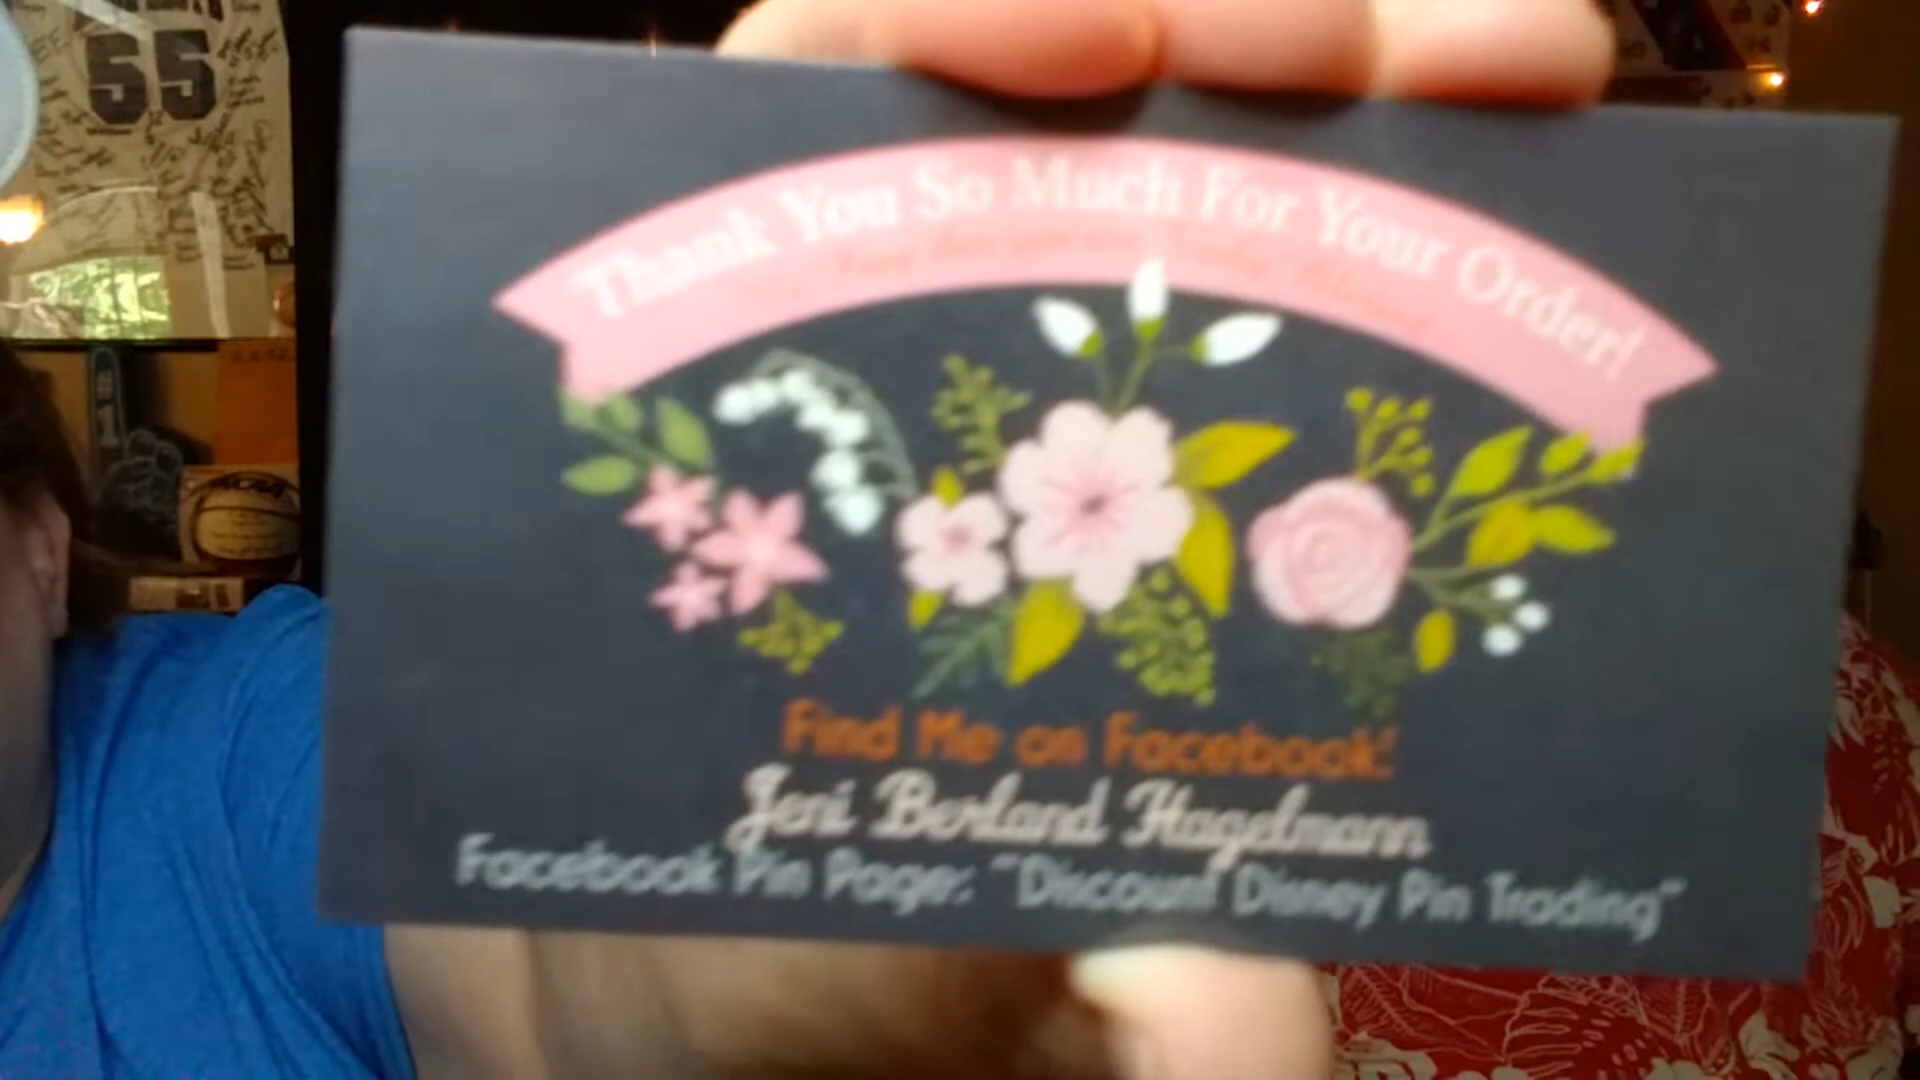 55
Thank You So Much For Your Order!
Find Me on Facebook!
Jeni Berland Hagelmann
Facebook Pin Page: "Discount Disney Pin Trading"
#1